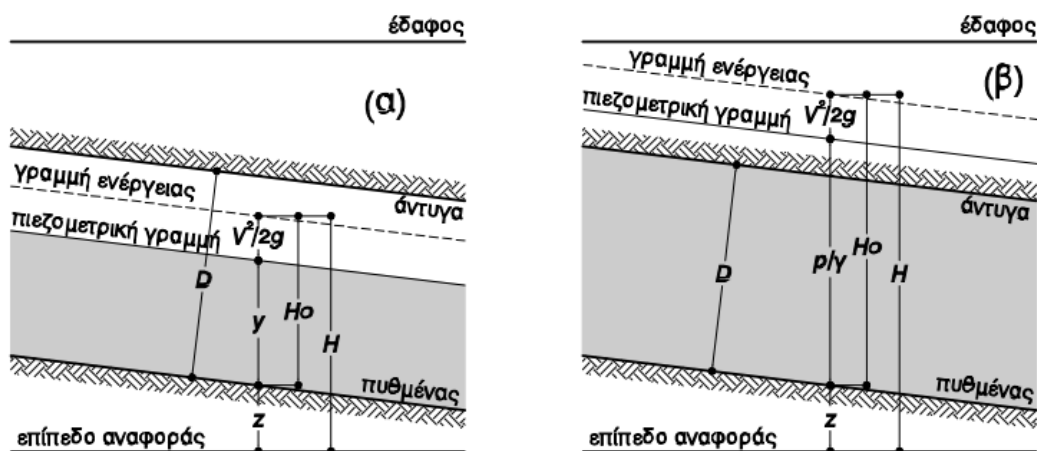 έδαφος
(α)
γραμμή ενέργειας
άντυγα
πιεζομετρική γραμμή
V²/2g
D
y
Ho
H
πυθμένας
z
επίπεδο αναφοράς
έδαφος
γραμμή ενέργειας
(β)
πιεζομετρική γραμμή
V²/2g
άντυγα
D
p/γ
Ho
H
πυθμένας
z
επίπεδο αναφοράς